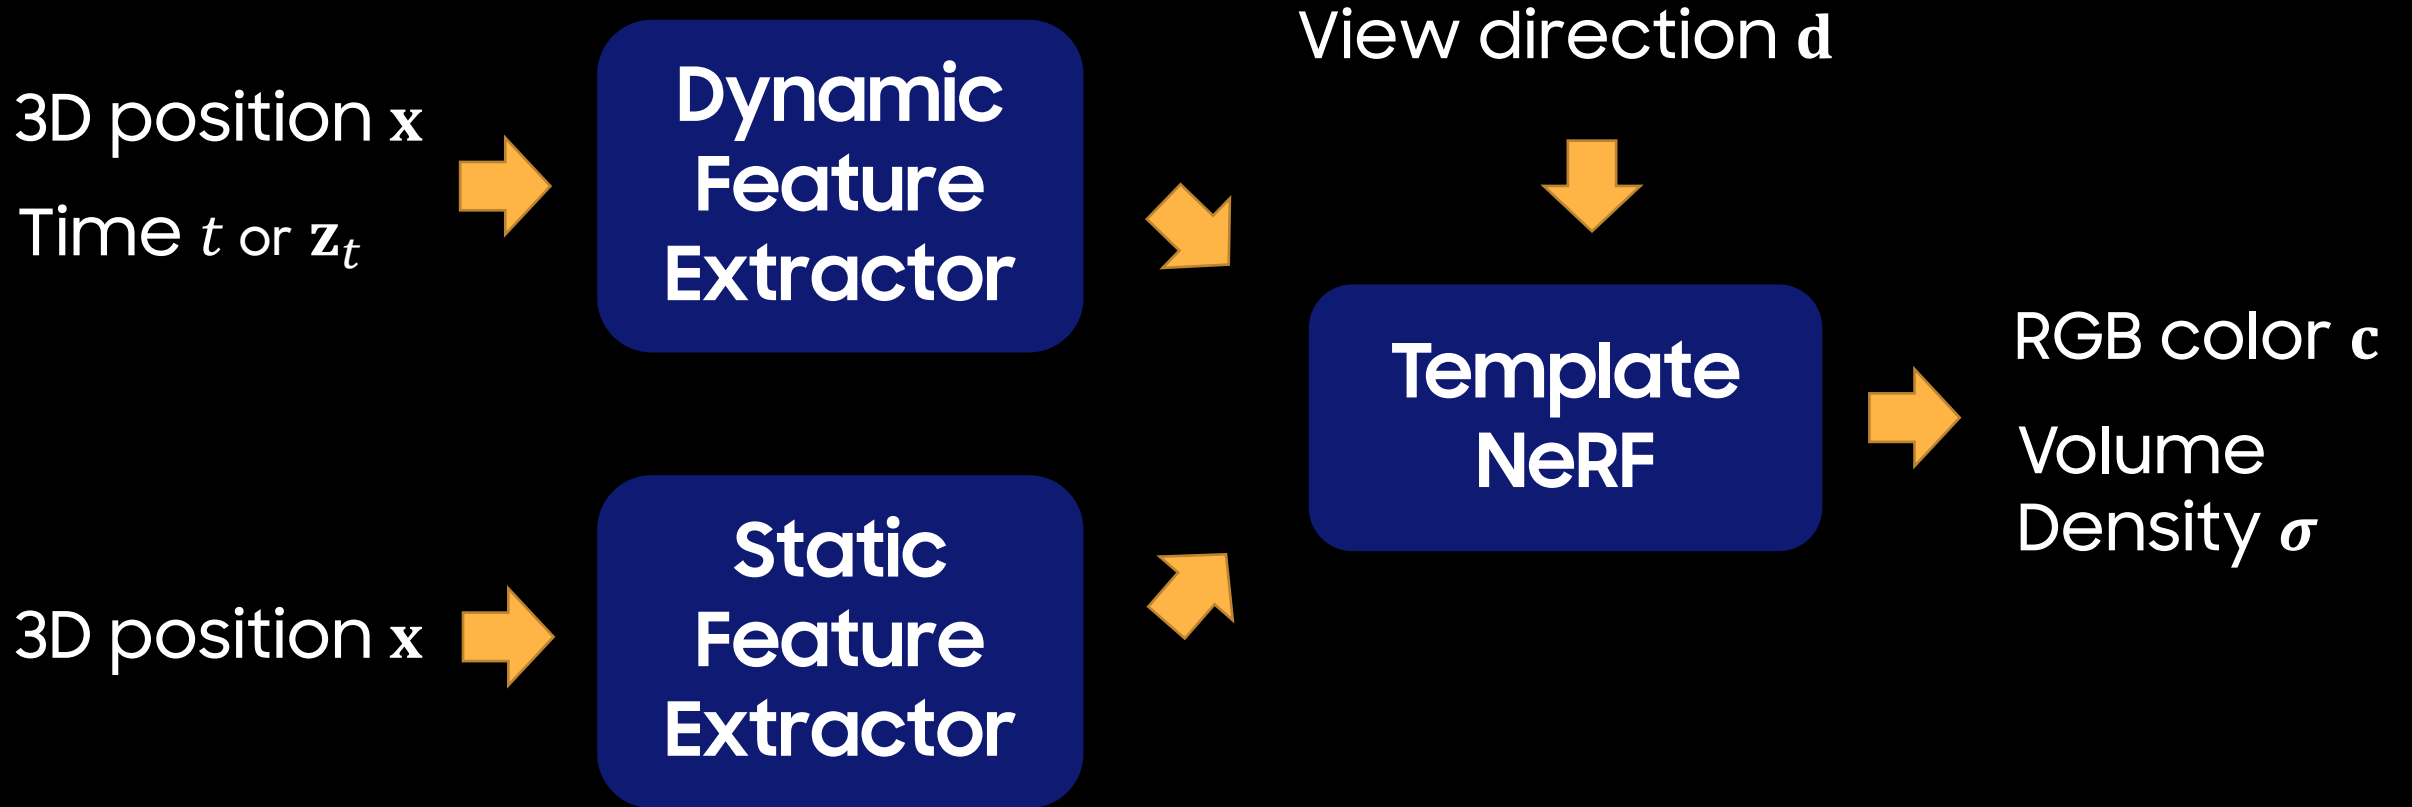 3D position x
Time t or z_t
Dynamic
Feature
Extractor
3D position x
Static
Feature
Extractor
View direction d
Template
NeRF
RGB color c
Volume
Density σ